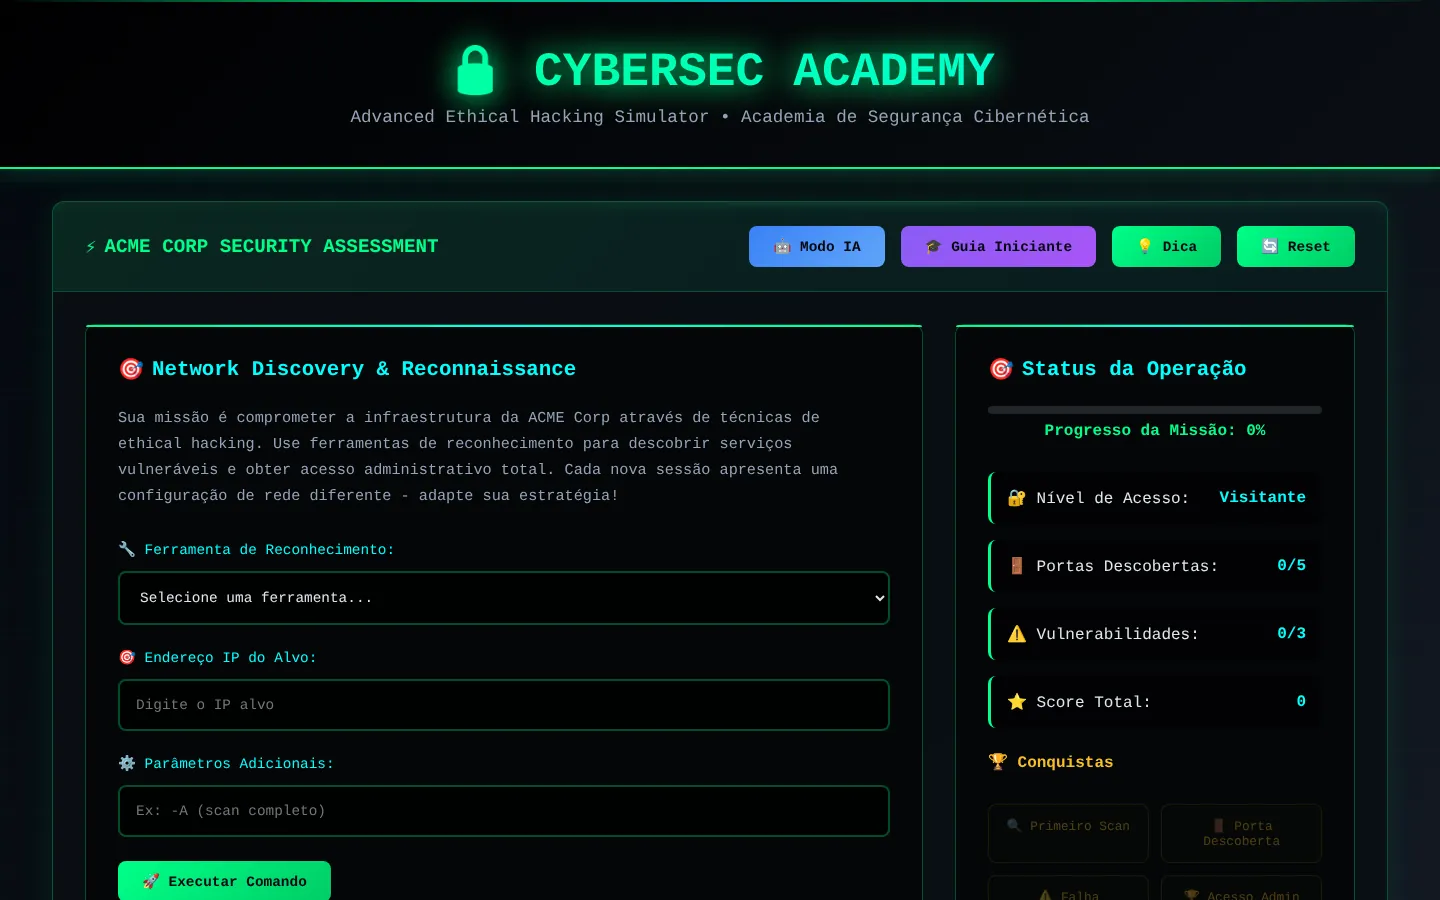 CYBERSEC ACADEMY
Advanced Ethical Hacking Simulator • Academia de Segurança Cibernética
ACME CORP SECURITY ASSESSMENT
Modo IA
Guia Iniciante
Dica
Reset
Network Discovery & Reconnaissance
Sua missão é comprometer a infraestrutura da ACME Corp através de técnicas de
ethical hacking. Use ferramentas de reconhecimento para descobrir serviços
vulneráveis e obter acesso administrativo total. Cada nova sessão apresenta uma
configuração de rede diferente - adapte sua estratégia!
Ferramenta de Reconhecimento:
Selecione uma ferramenta...
Endereço IP do Alvo:
Digite o IP alvo
Parâmetros Adicionais:
Ex: -A (scan completo)
Executar Comando
Status da Operação
Progresso da Missão: 0%
Nível de Acesso: Visitante
Portas Descobertas: 0/5
Vulnerabilidades: 0/3
Score Total: 0
Conquistas
Primeiro Scan
Porta
Descoberta
Falha
Acesso Admin